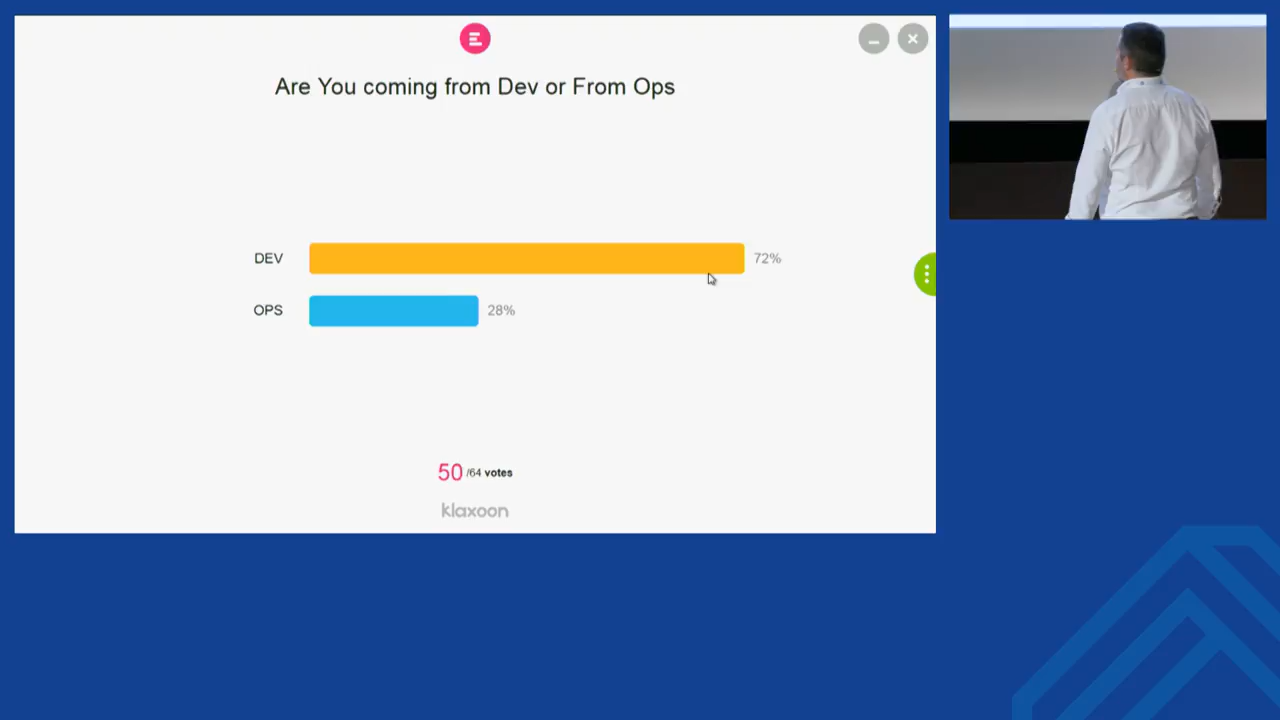 Are You coming from Dev or From Ops
DEV 72%
OPS 28%
50 /64 votes
klaxoon